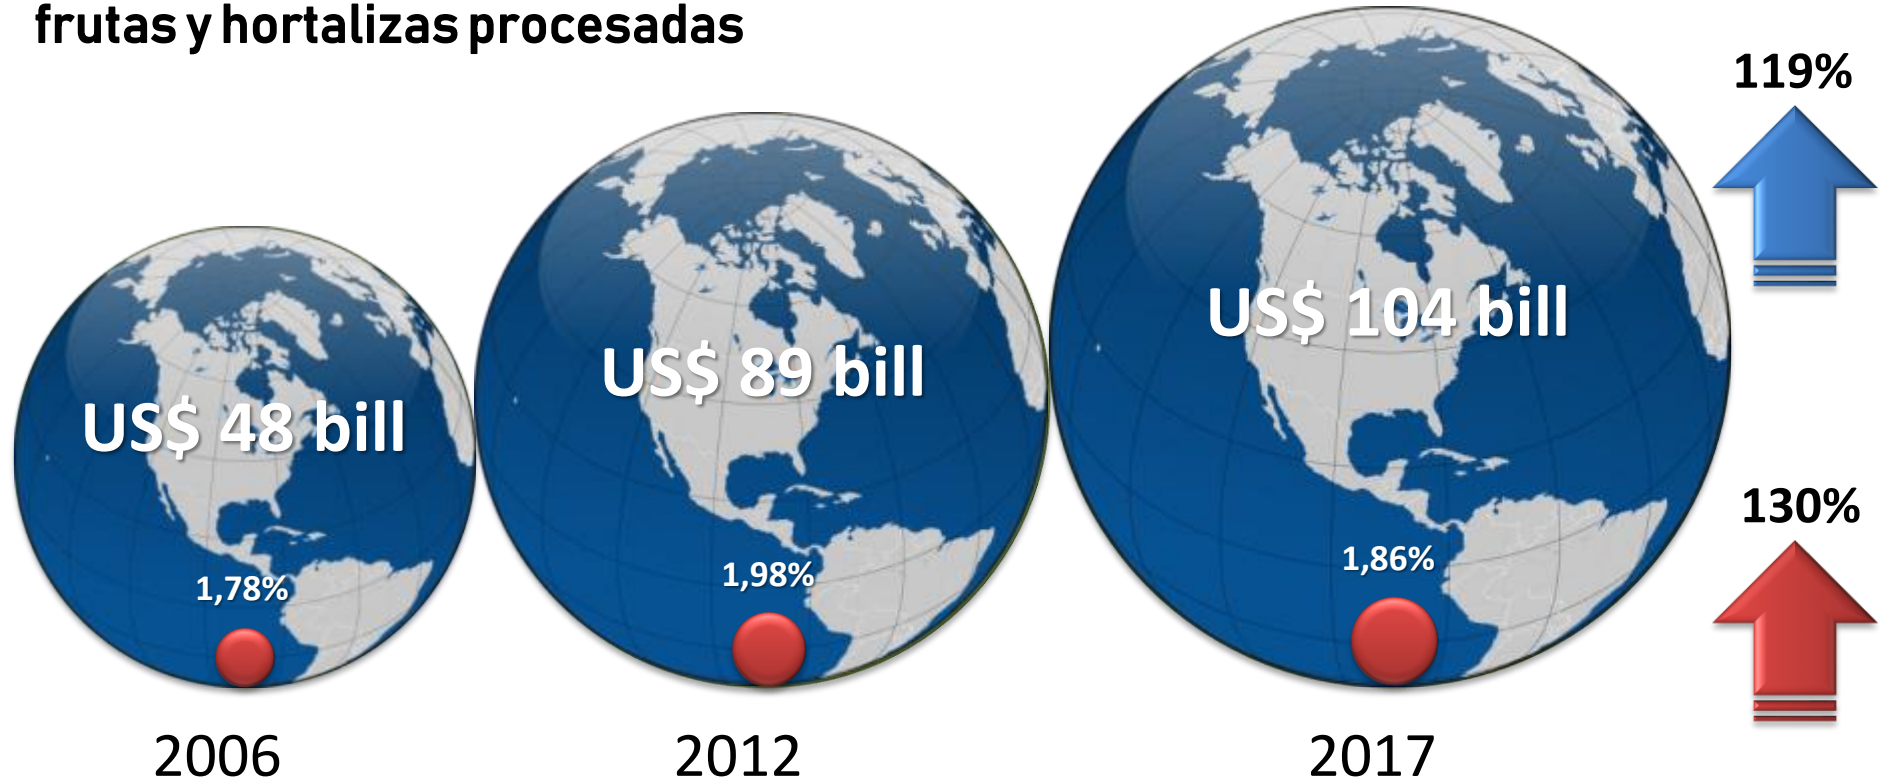 frutas y hortalizas procesadas
119%
US$ 104 bill
US$ 89 bill
US$ 48 bill
130%
1,86%
1,98%
1,78%
2006
2012
2017